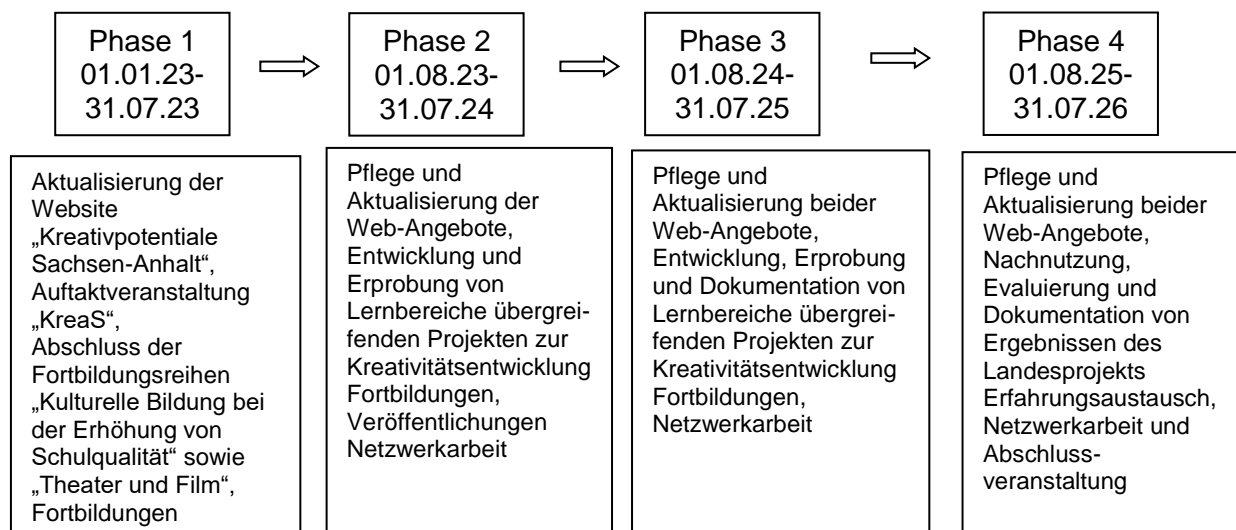 Phase 1
01.01.23-
31.07.23
Phase 2
01.08.23-
31.07.24
Phase 3
01.08.24-
31.07.25
Phase 4
01.08.25-
31.07.26
Aktualisierung der
Website
„Kreativpotentiale
Sachsen-Anhalt“,
Auftaktveranstaltung
„KreaS“,
Abschluss der
Fortbildungsreihen
„Kulturelle Bildung bei
der Erhöhung von
Schulqualität“ sowie
„Theater und Film“,
Fortbildungen
Pflege und
Aktualisierung der
Web-Angebote,
Entwicklung und
Erprobung von
Lernbereiche übergrei-
fenden Projekten zur
Kreativitätsentwicklung
Fortbildungen,
Veröffentlichungen
Netzwerkarbeit
Pflege und
Aktualisierung beider
Web-Angebote,
Entwicklung, Erprobung
und Dokumentation von
Lernbereiche übergrei-
fenden Projekten zur
Kreativitätsentwicklung
Fortbildungen,
Netzwerkarbeit
Pflege und
Aktualisierung beider
Web-Angebote,
Nachnutzung,
Evaluierung und
Dokumentation von
Ergebnissen des
Landesprojekts
Erfahrungsaustausch,
Netzwerkarbeit und
Abschluss-
veranstaltung